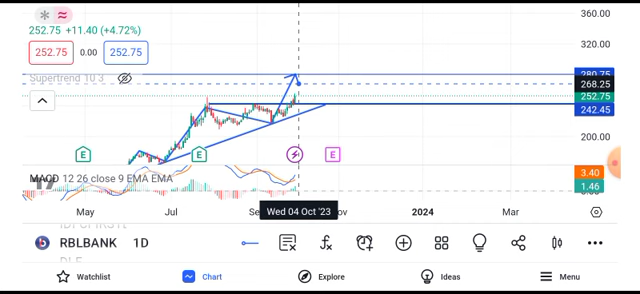 360.00
252.75 +11.40 (+4.72%)
320.00
252.75 0.00 252.75
280.75
Supertrend 10 3
268.25
252.75
242.45
200.00
E E E
MACD 12 26 close 9 EMA EMA
3.40
1.46
May Jul Wed 04 Oct '23 2024 Mar
RBLBANK 1D
Watchlist Chart Explore Ideas Menu